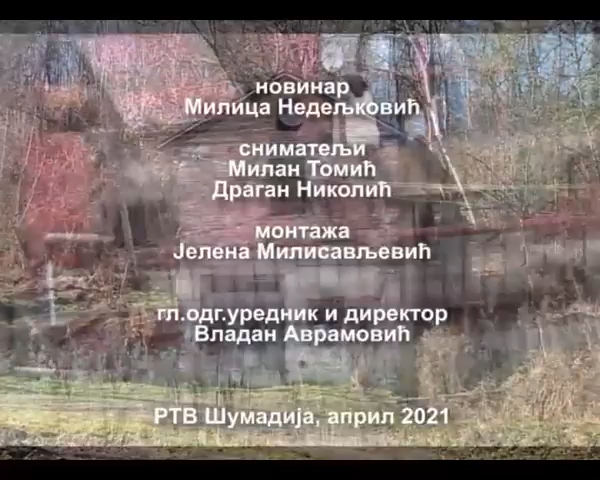 новинар
Милица Недељковић
сниматељи
Милан Томић
Драган Николић
монтажа
Јелена Милисављевић
гл.одг.уредник и директор
Владан Аврамовић
РТВ Шумадија, април 2021